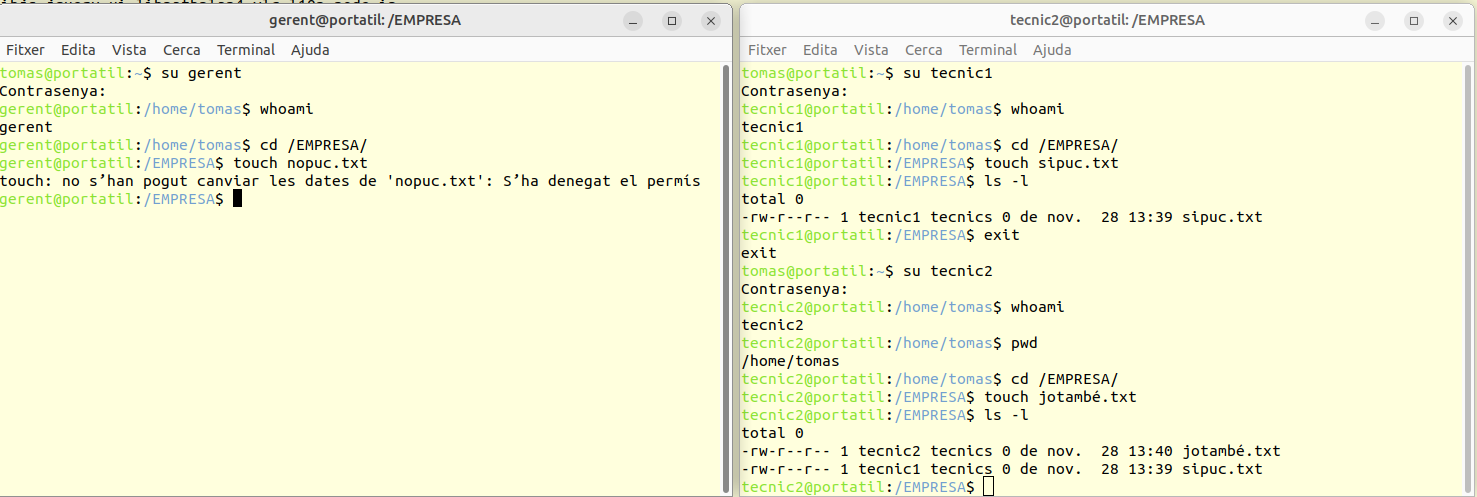 gerent@portatil: /EMPRESA
Fitxer Edita Vista Cerca Terminal Ajuda
tomas@portatil:~$ su gerent
Contrasenya:
gerent@portatil:/home/tomas$ whoami
gerent
gerent@portatil:/home/tomas$ cd /EMPRESA/
gerent@portatil:/EMPRESA$ touch nopuc.txt
touch: no s’han pogut canviar les dates de 'nopuc.txt': S’ha denegat el permís
gerent@portatil:/EMPRESA$
tecnic2@portatil: /EMPRESA
Fitxer Edita Vista Cerca Terminal Ajuda
tomas@portatil:~$ su tecnic1
Contrasenya:
tecnic1@portatil:/home/tomas$ whoami
tecnic1
tecnic1@portatil:/home/tomas$ cd /EMPRESA/
tecnic1@portatil:/EMPRESA$ touch sipuc.txt
tecnic1@portatil:/EMPRESA$ ls -l
total 0
-rw-r--r-- 1 tecnic1 tecnics 0 de nov.  28 13:39 sipuc.txt
tecnic1@portatil:/EMPRESA$ exit
exit
tomas@portatil:~$ su tecnic2
Contrasenya:
tecnic2@portatil:/home/tomas$ whoami
tecnic2
tecnic2@portatil:/home/tomas$ pwd
/home/tomas
tecnic2@portatil:/home/tomas$ cd /EMPRESA/
tecnic2@portatil:/EMPRESA$ touch jotambé.txt
tecnic2@portatil:/EMPRESA$ ls -l
total 0
-rw-r--r-- 1 tecnic2 tecnics 0 de nov.  28 13:40 jotambé.txt
-rw-r--r-- 1 tecnic1 tecnics 0 de nov.  28 13:39 sipuc.txt
tecnic2@portatil:/EMPRESA$